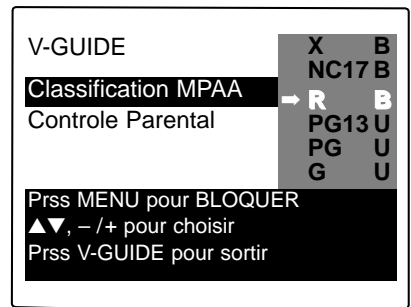 V-GUIDE
Classification MPAA
Controle Parental
X B
NC17 B
➡ R B
PG13 U
PG U
G U
Prss MENU pour BLOQUER
▲▼, – /+ pour choisir
Prss V-GUIDE pour sortir